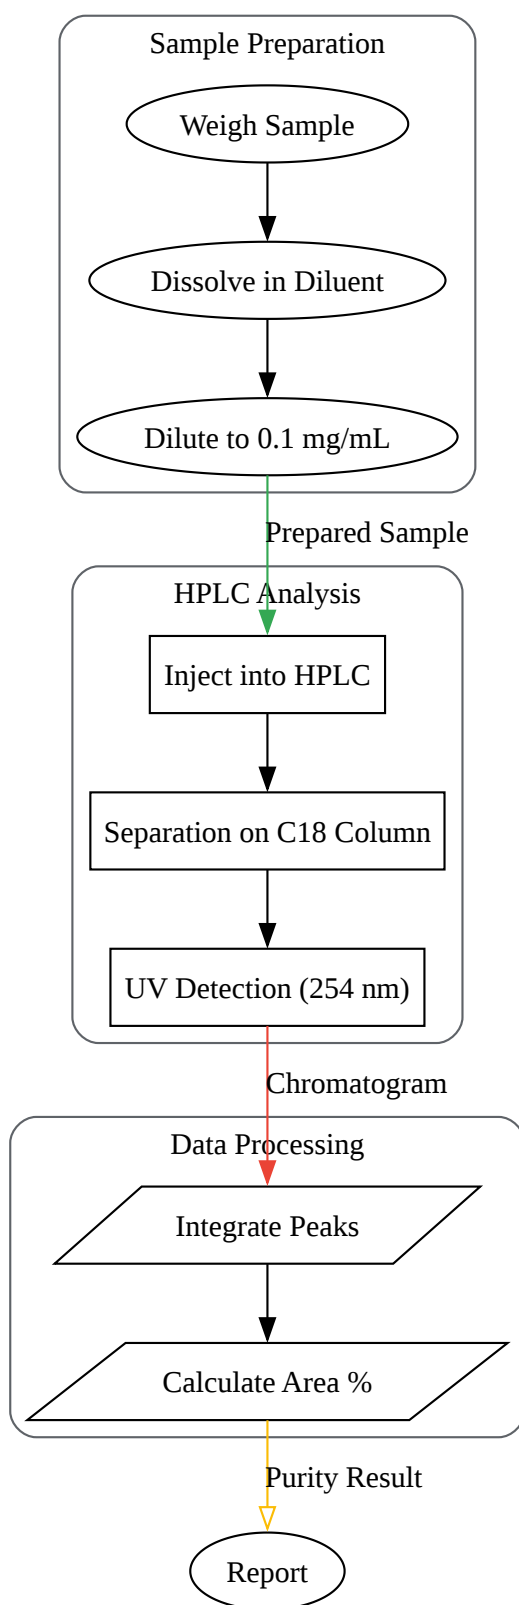 Sample Preparation
Weigh Sample
Dissolve in Diluent
Dilute to 0.1 mg/mL
Prepared Sample
HPLC Analysis
Inject into HPLC
Separation on C18 Column
UV Detection (254 nm)
Chromatogram
Data Processing
Integrate Peaks
Calculate Area %
Purity Result
Report